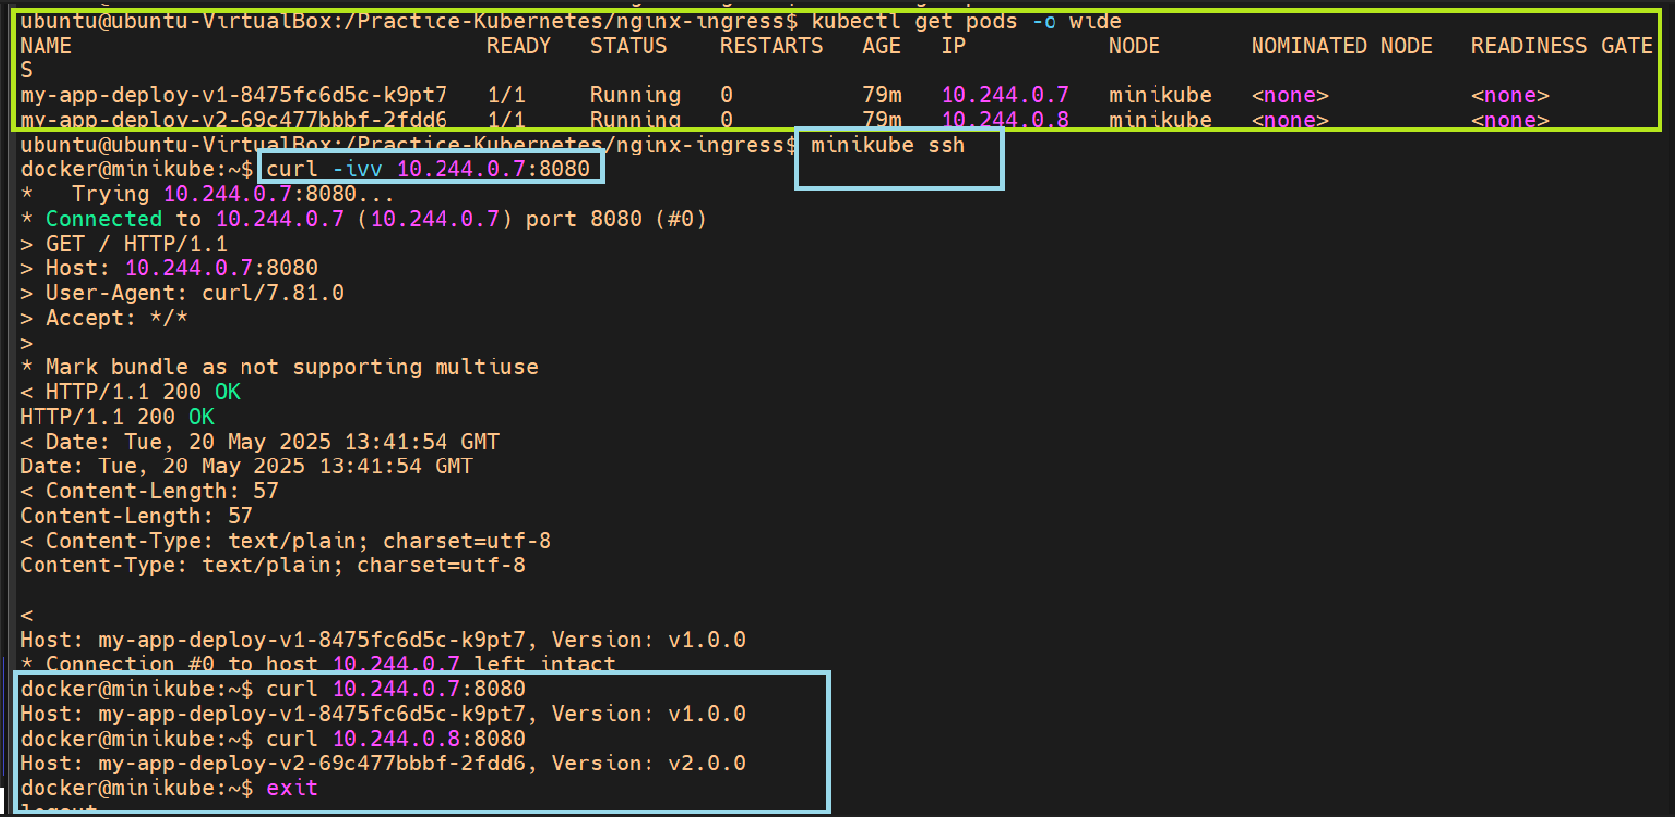 ubuntu@ubuntu-VirtualBox:/Practice-Kubernetes/nginx-ingress$ kubectl get pods -o wide
NAME READY STATUS RESTARTS AGE IP NODE NOMINATED NODE READINESS GATE
S
my-app-deploy-v1-8475fc6d5c-k9pt7 1/1 Running 0 79m 10.244.0.7 minikube <none> <none>
my-app-deploy-v2-69c477bbbf-2fdd6 1/1 Running 0 79m 10.244.0.8 minikube <none> <none>
ubuntu@ubuntu-VirtualBox:/Practice-Kubernetes/nginx-ingress$ minikube ssh
docker@minikube:~$ curl -ivv 10.244.0.7:8080
*   Trying 10.244.0.7:8080...
* Connected to 10.244.0.7 (10.244.0.7) port 8080 (#0)
> GET / HTTP/1.1
> Host: 10.244.0.7:8080
> User-Agent: curl/7.81.0
> Accept: */*
>
* Mark bundle as not supporting multiuse
< HTTP/1.1 200 OK
HTTP/1.1 200 OK
< Date: Tue, 20 May 2025 13:41:54 GMT
Date: Tue, 20 May 2025 13:41:54 GMT
< Content-Length: 57
Content-Length: 57
< Content-Type: text/plain; charset=utf-8
Content-Type: text/plain; charset=utf-8
<
Host: my-app-deploy-v1-8475fc6d5c-k9pt7, Version: v1.0.0
* Connection #0 to host 10.244.0.7 left intact
docker@minikube:~$ curl 10.244.0.7:8080
Host: my-app-deploy-v1-8475fc6d5c-k9pt7, Version: v1.0.0
docker@minikube:~$ curl 10.244.0.8:8080
Host: my-app-deploy-v2-69c477bbbf-2fdd6, Version: v2.0.0
docker@minikube:~$ exit
logout